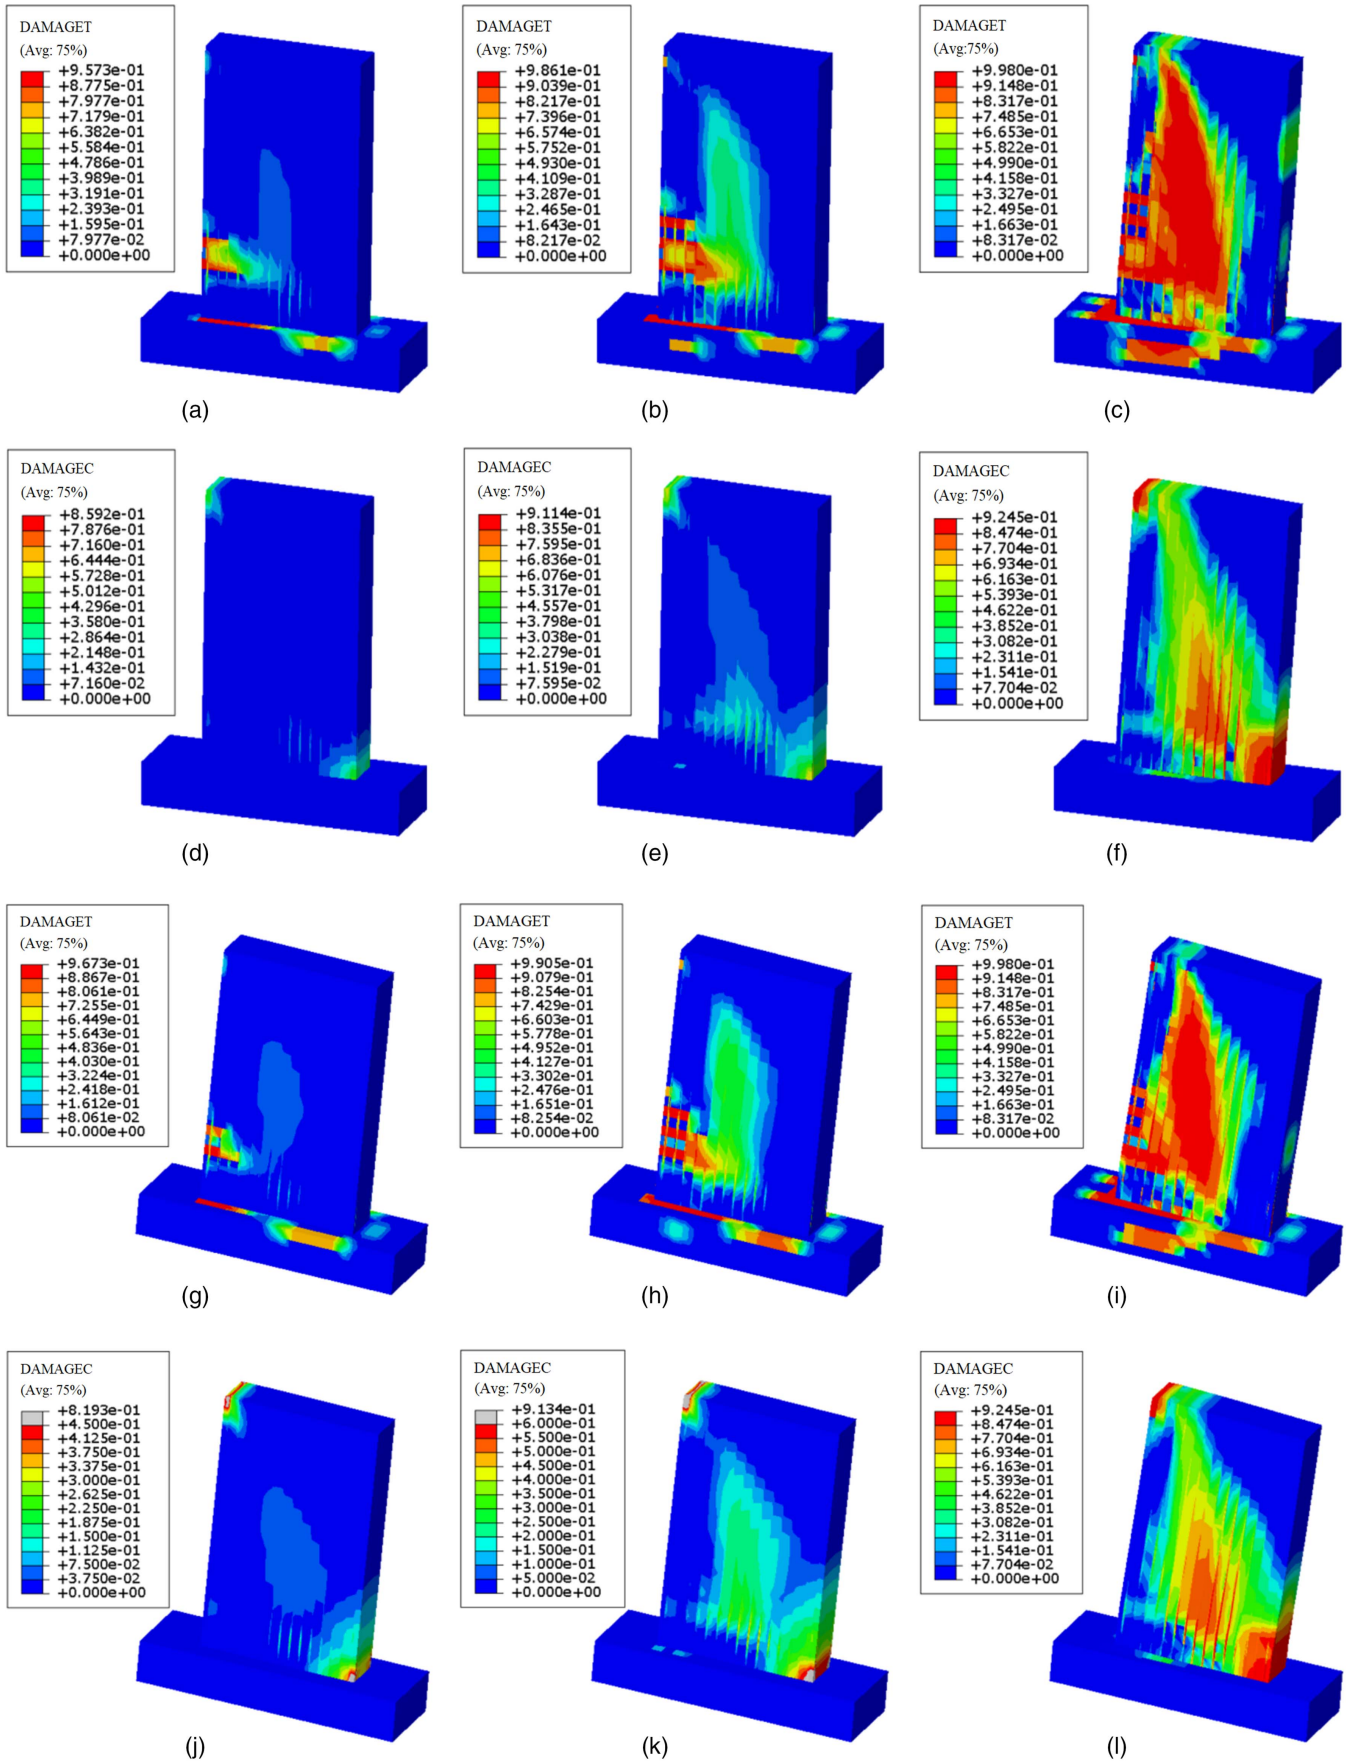 DAMAGET
(Avg: 75%)
+9.573e-01
+8.775e-01
+7.977e-01
+7.179e-01
+6.382e-01
+5.584e-01
+4.786e-01
+3.989e-01
+3.191e-01
+2.393e-01
+1.595e-01
+7.977e-02
+0.000e+00
(a)
DAMAGET
(Avg: 75%)
+9.861e-01
+9.039e-01
+8.217e-01
+7.396e-01
+6.574e-01
+5.752e-01
+4.930e-01
+4.109e-01
+3.287e-01
+2.465e-01
+1.643e-01
+8.217e-02
+0.000e+00
(b)
DAMAGET
(Avg:75%)
+9.980e-01
+9.148e-01
+8.317e-01
+7.485e-01
+6.653e-01
+5.822e-01
+4.990e-01
+4.158e-01
+3.327e-01
+2.495e-01
+1.663e-01
+8.317e-02
+0.000e+00
(c)
DAMAGEC
(Avg: 75%)
+8.592e-01
+7.876e-01
+7.160e-01
+6.444e-01
+5.728e-01
+5.012e-01
+4.296e-01
+3.580e-01
+2.864e-01
+2.148e-01
+1.432e-01
+7.160e-02
+0.000e+00
(d)
DAMAGEC
(Avg: 75%)
+9.114e-01
+8.355e-01
+7.595e-01
+6.836e-01
+6.076e-01
+5.317e-01
+4.557e-01
+3.798e-01
+3.038e-01
+2.279e-01
+1.519e-01
+7.595e-02
+0.000e+00
(e)
DAMAGEC
(Avg: 75%)
+9.245e-01
+8.474e-01
+7.704e-01
+6.934e-01
+6.163e-01
+5.393e-01
+4.622e-01
+3.852e-01
+3.082e-01
+2.311e-01
+1.541e-01
+7.704e-02
+0.000e+00
(f)
DAMAGET
(Avg: 75%)
+9.673e-01
+8.867e-01
+8.061e-01
+7.255e-01
+6.449e-01
+5.643e-01
+4.836e-01
+4.030e-01
+3.224e-01
+2.418e-01
+1.612e-01
+8.061e-02
+0.000e+00
(g)
DAMAGET
(Avg: 75%)
+9.905e-01
+9.079e-01
+8.254e-01
+7.429e-01
+6.603e-01
+5.778e-01
+4.952e-01
+4.127e-01
+3.302e-01
+2.476e-01
+1.651e-01
+8.254e-02
+0.000e+00
(h)
DAMAGET
(Avg: 75%)
+9.980e-01
+9.148e-01
+8.317e-01
+7.485e-01
+6.653e-01
+5.822e-01
+4.990e-01
+4.158e-01
+3.327e-01
+2.495e-01
+1.663e-01
+8.317e-02
+0.000e+00
(i)
DAMAGEC
(Avg: 75%)
+8.193e-01
+4.500e-01
+4.125e-01
+3.750e-01
+3.375e-01
+3.000e-01
+2.625e-01
+2.250e-01
+1.875e-01
+1.500e-01
+1.125e-01
+7.500e-02
+3.750e-02
+0.000e+00
(j)
DAMAGEC
(Avg: 75%)
+9.134e-01
+6.000e-01
+5.500e-01
+5.000e-01
+4.500e-01
+4.000e-01
+3.500e-01
+3.000e-01
+2.500e-01
+2.000e-01
+1.500e-01
+1.000e-01
+5.000e-02
+0.000e+00
(k)
DAMAGEC
(Avg: 75%)
+9.245e-01
+8.474e-01
+7.704e-01
+6.934e-01
+6.163e-01
+5.393e-01
+4.622e-01
+3.852e-01
+3.082e-01
+2.311e-01
+1.541e-01
+7.704e-02
+0.000e+00
(l)